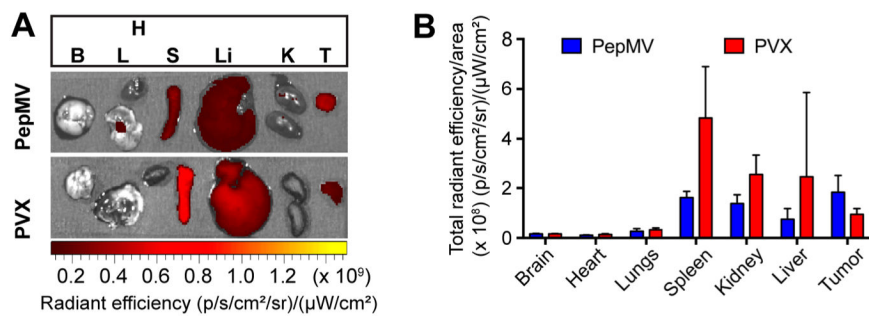 A
H
B L S Li K T
PepMV
PVX
0.2 0.4 0.6 0.8 1.0 1.2 (x 10⁹)
Radiant efficiency (p/s/cm²/sr)/(μW/cm²)
B
PepMV PVX
Total radiant efficiency/area
(x 10⁸) (p/s/cm²/sr)/(μW/cm²)
8
6
4
2
0
Brain
Heart
Lungs
Spleen
Kidney
Liver
Tumor